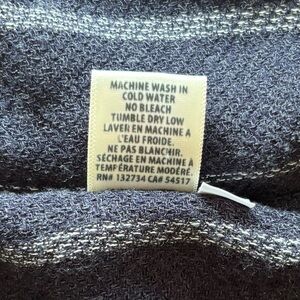 MACHINE WASH IN
COLD WATER
NO BLEACH
TUMBLE DRY LOW
LAVER EN MACHINE A
L'EAU FROIDE.
NE PAS BLANCHIR.
SÉCHAGE EN MACHINE À
TEMPÉRATURE MODÉRÉ.
RN# 132734 CA# 54517